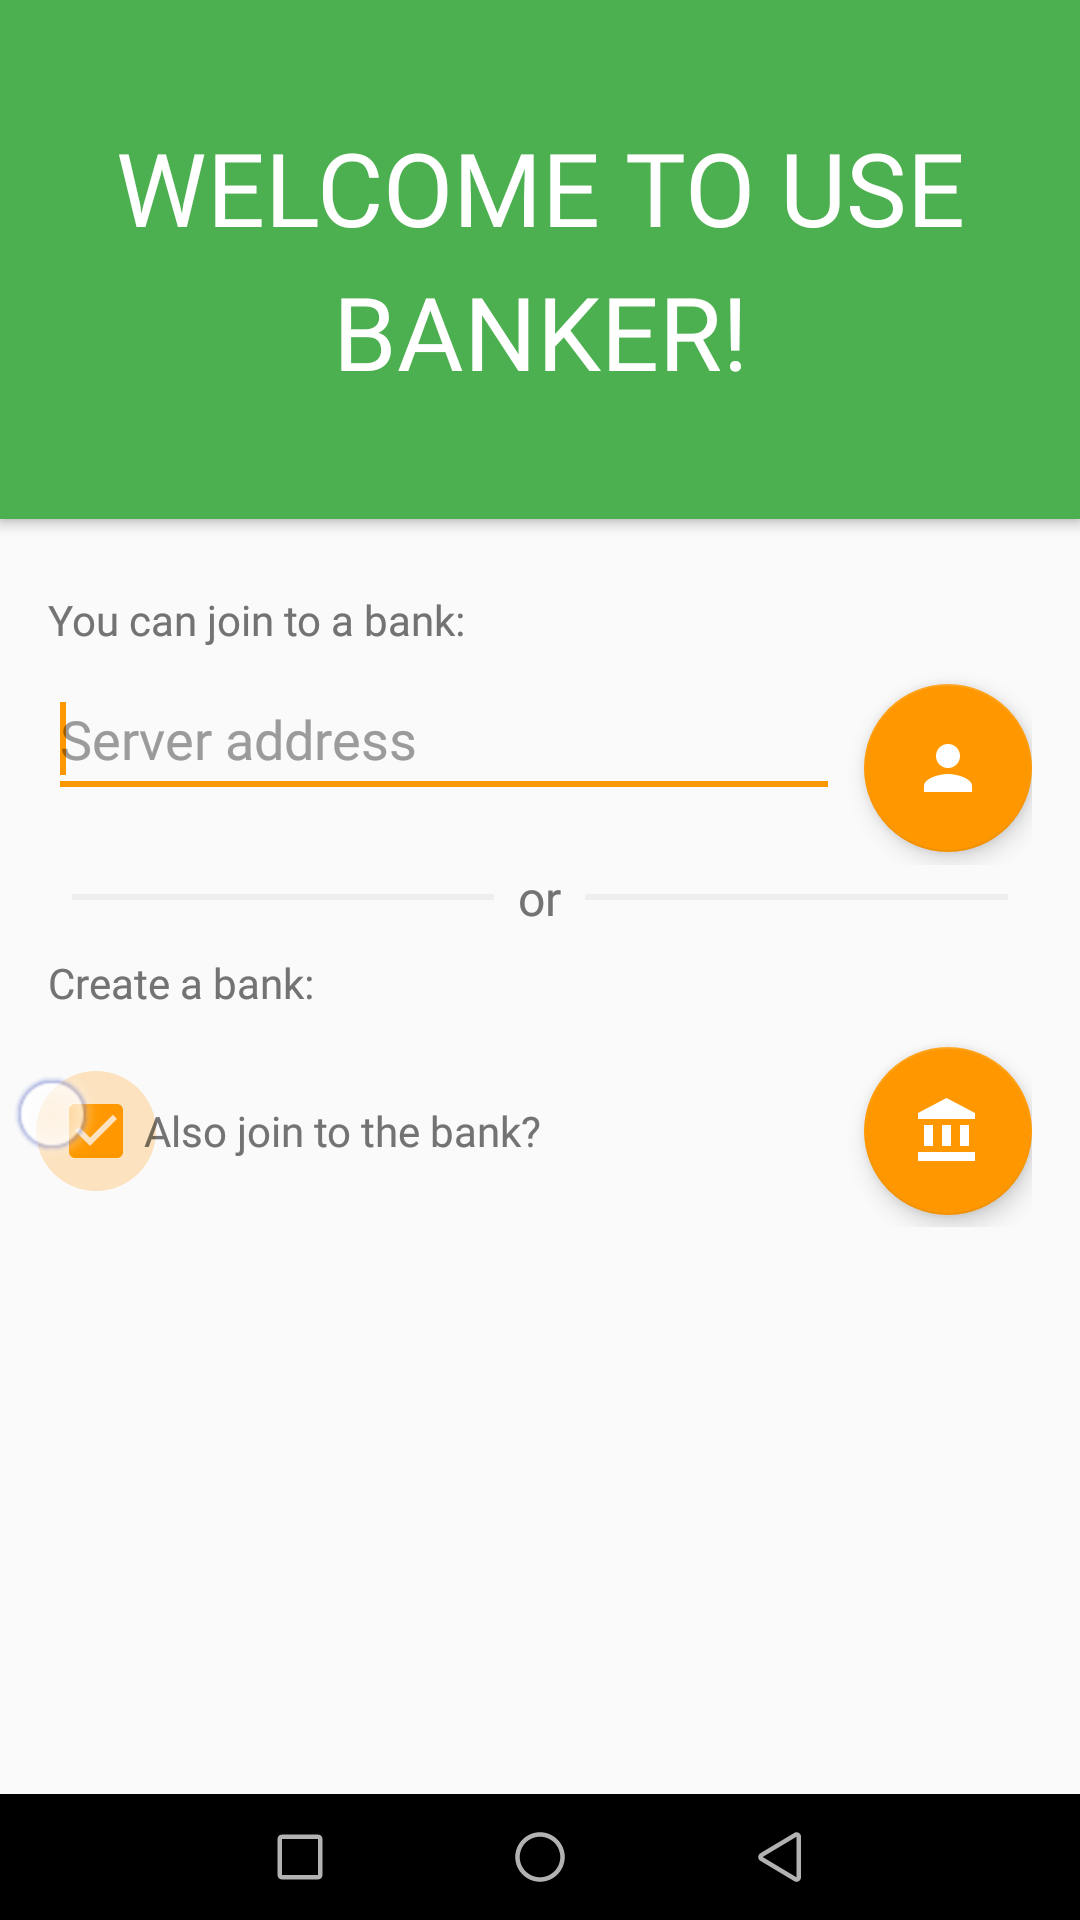 WELCOME TO USE
BANKER!
You can join to a bank:
Server address
or
Create a bank:
Also join to the bank?